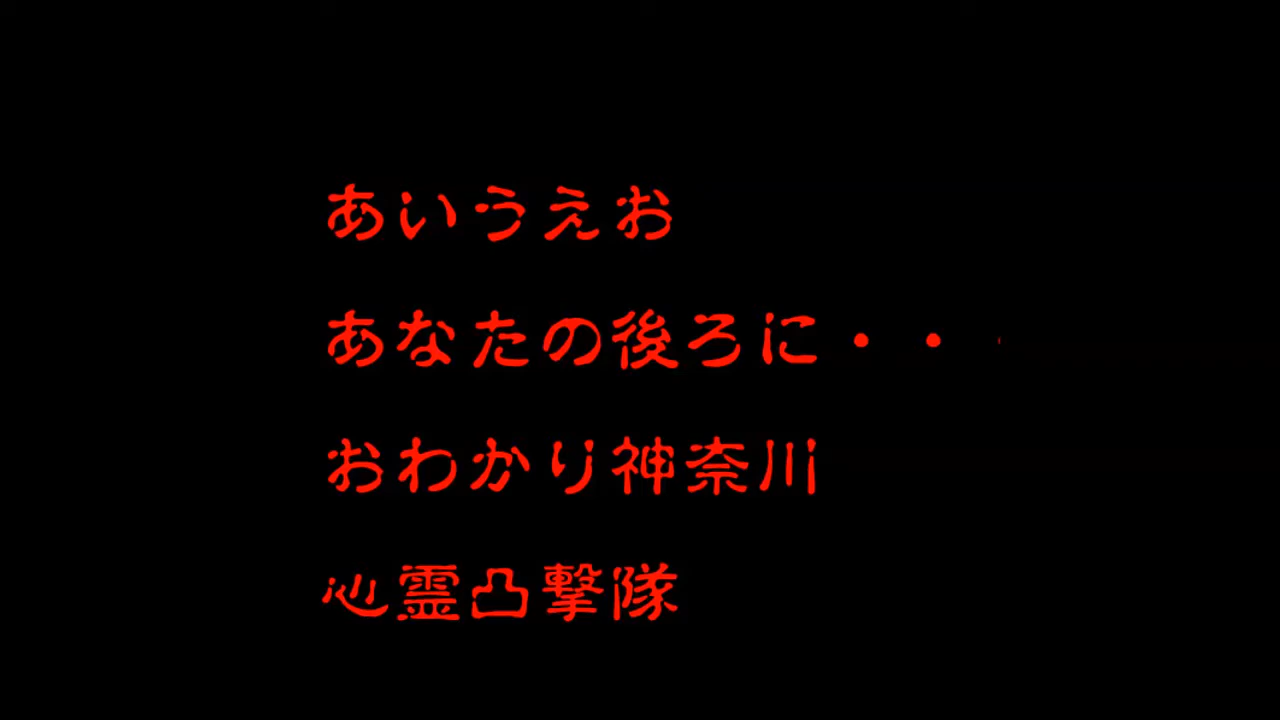 あいうえお
あなたの後ろに・・・
おわかり神奈川
心霊凸撃隊